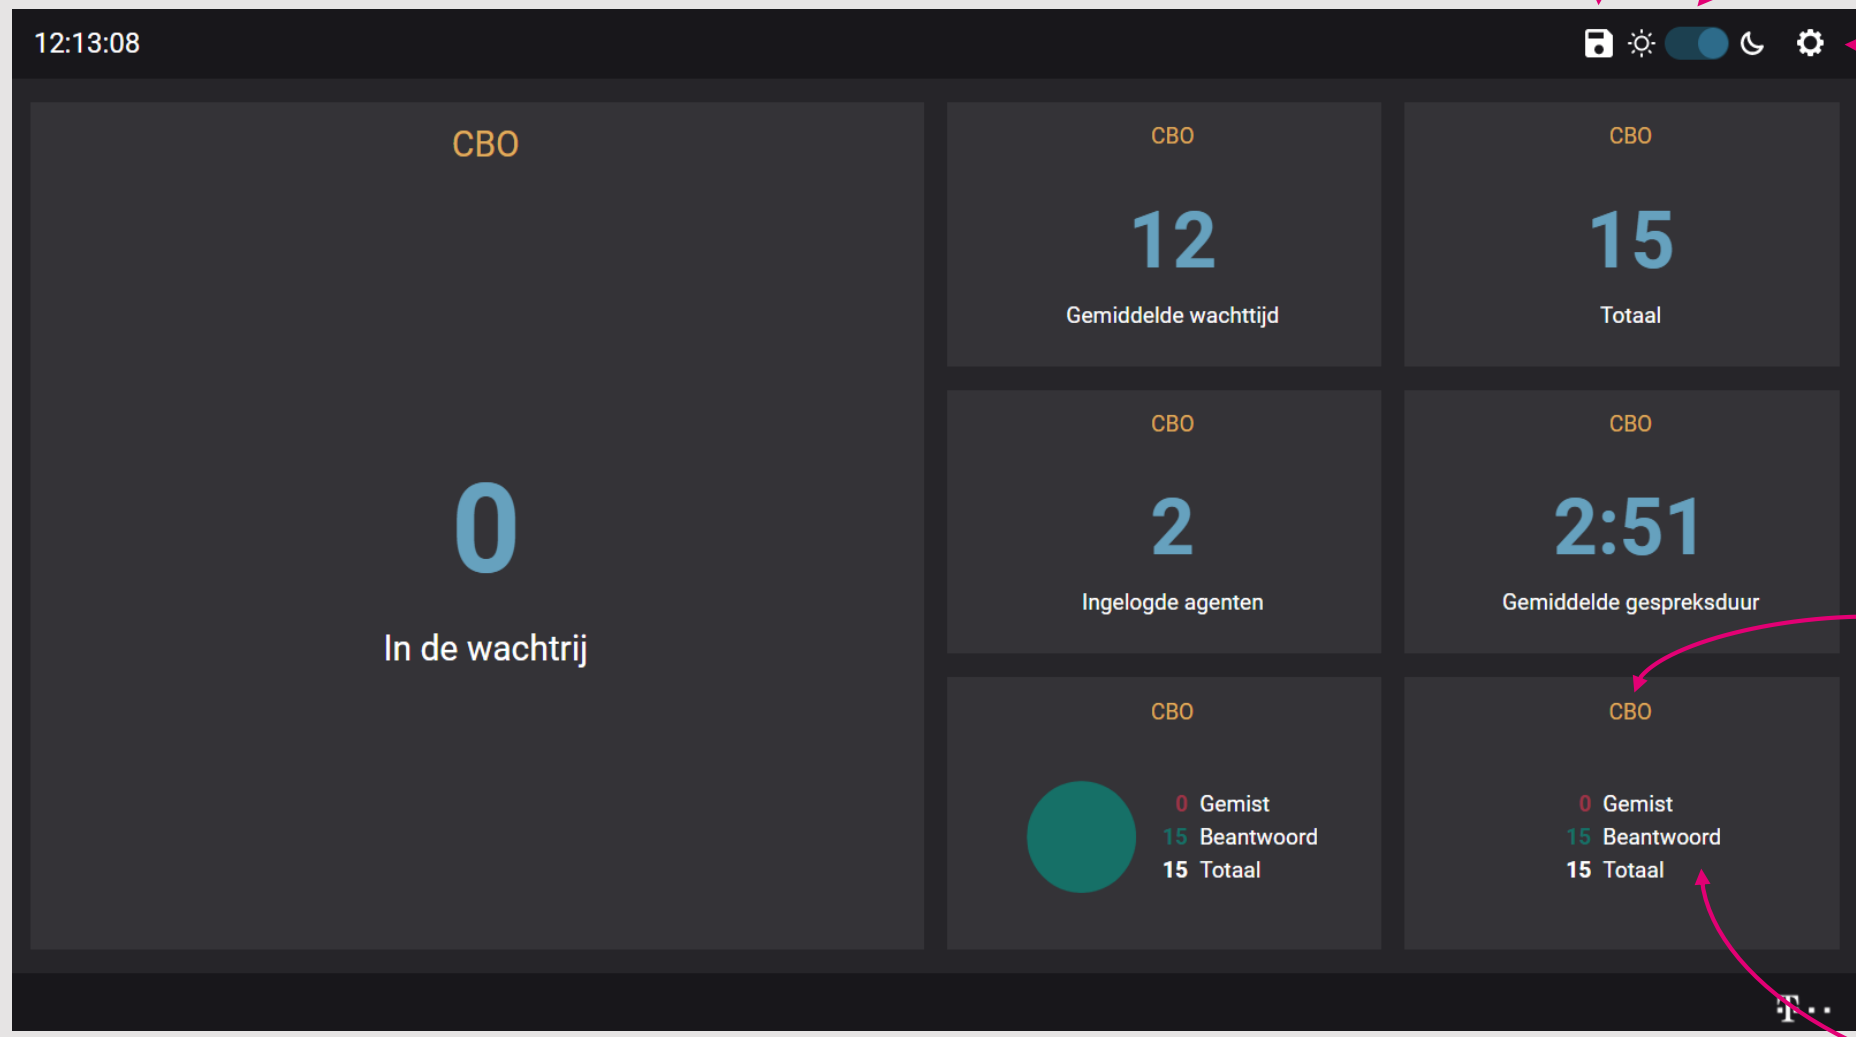 12:13:08
CBO
0
In de wachtrij
CBO
12
Gemiddelde wachttijd
CBO
15
Totaal
CBO
2
Ingelogde agenten
CBO
2:51
Gemiddelde gespreksduur
CBO
0 Gemist
15 Beantwoord
15 Totaal
CBO
0 Gemist
15 Beantwoord
15 Totaal
T